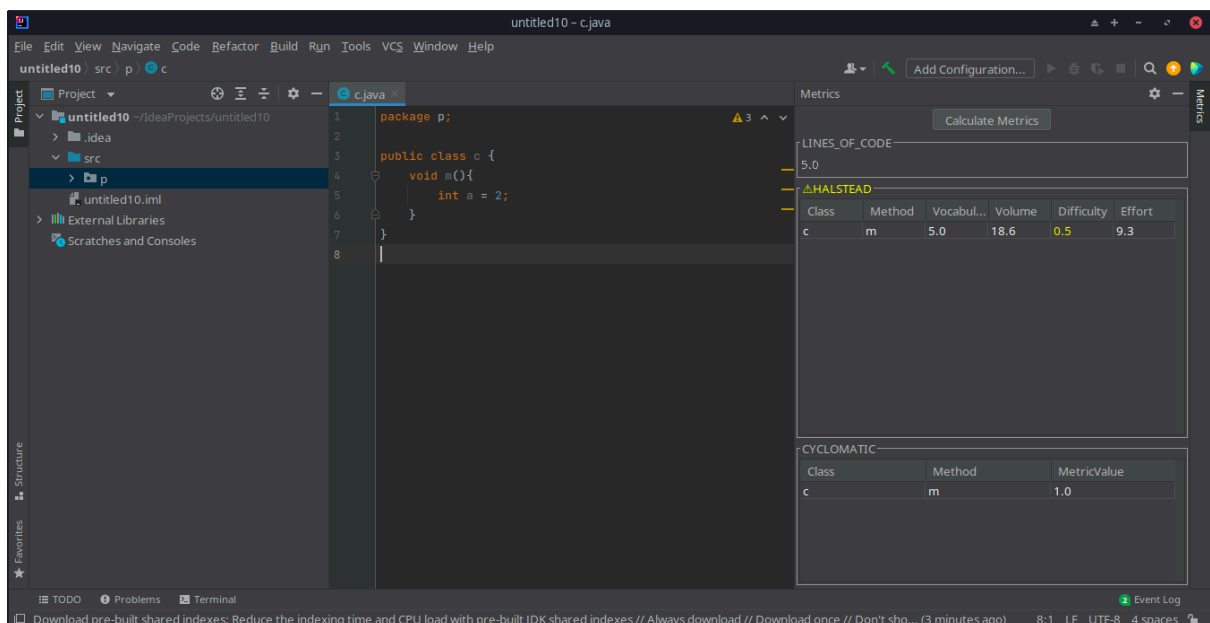 untitled10 – c.java
File Edit View Navigate Code Refactor Build Run Tools VCS Window Help
untitled10 src p c
Add Configuration...
Project
c.java
Metrics
Project
Metrics
untitled10 ~/IdeaProjects/untitled10
.idea
src
p
untitled10.iml
External Libraries
Scratches and Consoles
1 package p;
2
3 public class c {
4 void m(){
5 int a = 2;
6 }
7 }
8
3
Calculate Metrics
LINES_OF_CODE
5.0
HALSTEAD
Class Method Vocabul... Volume Difficulty Effort
c m 5.0 18.6 0.5 9.3
CYCLOMATIC
Class Method MetricValue
c m 1.0
Structure
Favorites
TODO Problems Terminal
2 Event Log
Download pre-built shared indexes: Reduce the indexing time and CPU load with pre-built JDK shared indexes // Always download // Download once // Don't sho... (3 minutes ago) 8:1 LF UTF-8 4 spaces